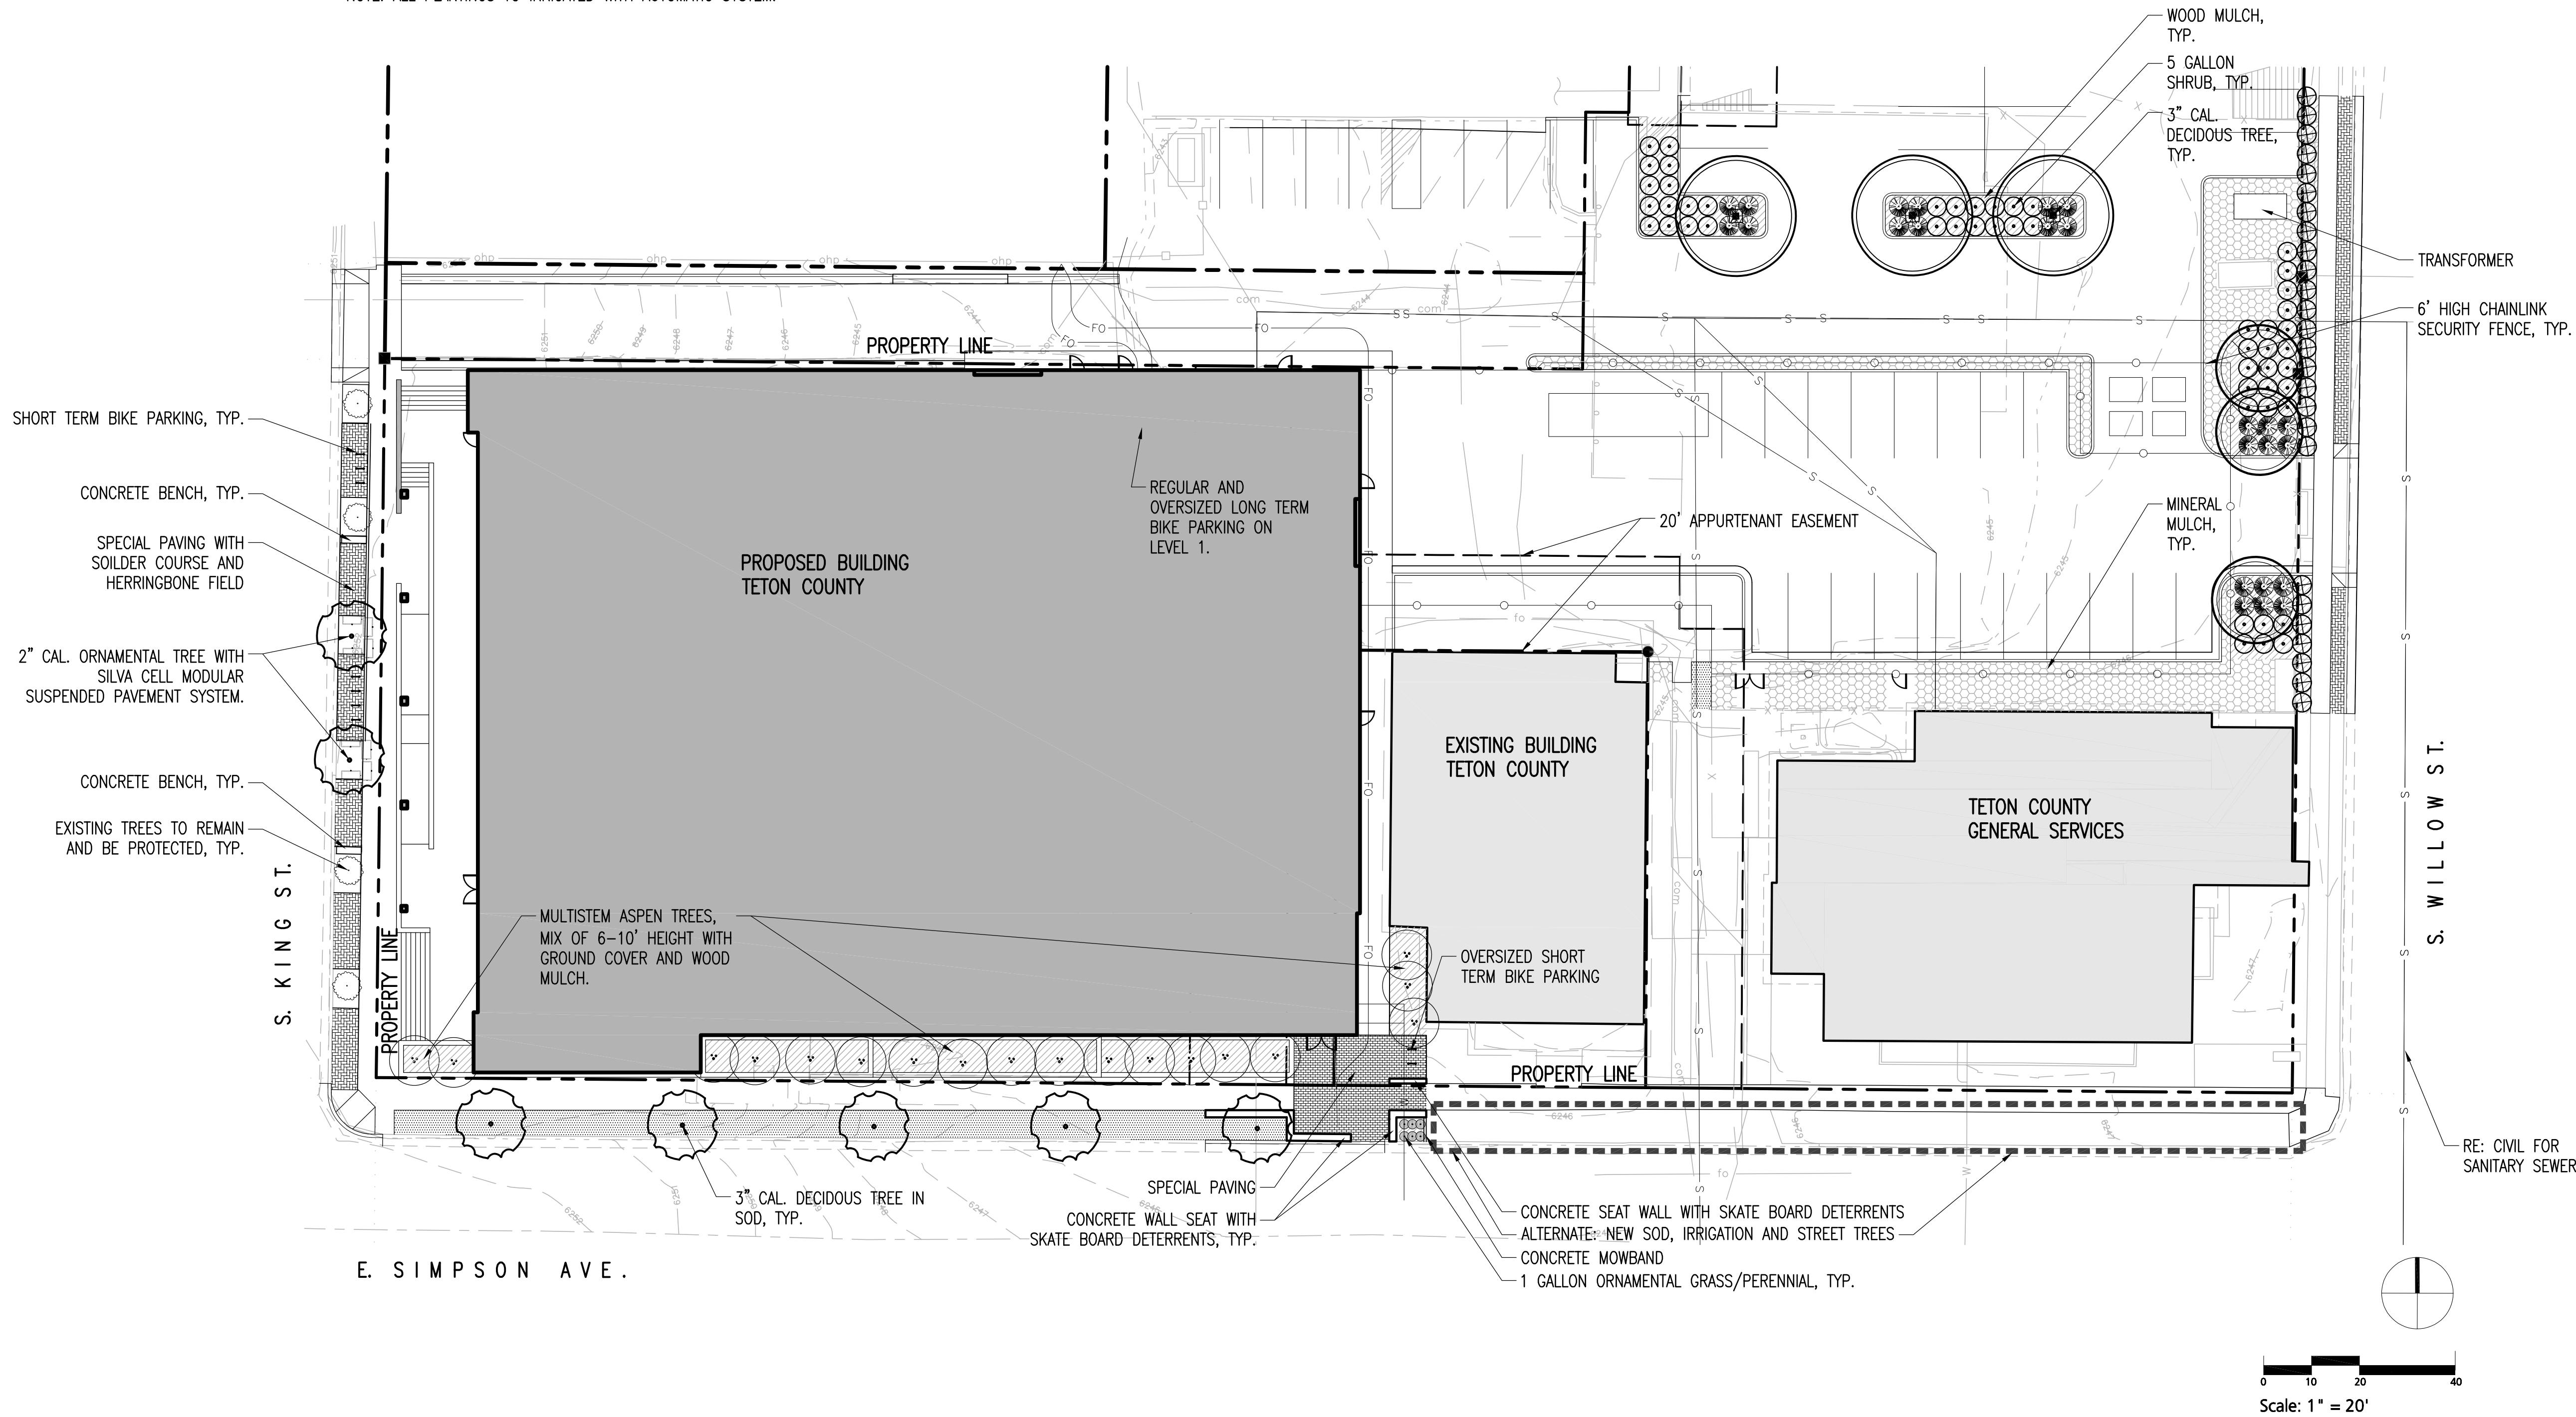 NOTE: ALL PLANTINGS TO IRRIGATED WITH AUTOMATIC SYSTEM.
WOOD MULCH,
TYP.
5 GALLON
SHRUB, TYP.
3" CAL.
DECIDOUS TREE,
TYP.
TRANSFORMER
6' HIGH CHAINLINK
SECURITY FENCE, TYP.
PROPERTY LINE
SHORT TERM BIKE PARKING, TYP.
CONCRETE BENCH, TYP.
SPECIAL PAVING WITH
SOILDER COURSE AND
HERRINGBONE FIELD
2" CAL. ORNAMENTAL TREE WITH
SILVA CELL MODULAR
SUSPENDED PAVEMENT SYSTEM.
CONCRETE BENCH, TYP.
EXISTING TREES TO REMAIN
AND BE PROTECTED, TYP.
S. KING ST.
PROPERTY LINE
REGULAR AND
OVERSIZED LONG TERM
BIKE PARKING ON
LEVEL 1.
PROPOSED BUILDING
TETON COUNTY
20' APPURTENANT EASEMENT
MINERAL
MULCH,
TYP.
EXISTING BUILDING
TETON COUNTY
TETON COUNTY
GENERAL SERVICES
S. WILLOW ST.
MULTISTEM ASPEN TREES,
MIX OF 6-10' HEIGHT WITH
GROUND COVER AND WOOD
MULCH.
OVERSIZED SHORT
TERM BIKE PARKING
PROPERTY LINE
3" CAL. DECIDOUS TREE IN
SOD, TYP.
SPECIAL PAVING
CONCRETE WALL SEAT WITH
SKATE BOARD DETERRENTS, TYP.
CONCRETE SEAT WALL WITH SKATE BOARD DETERRENTS
ALTERNATE: NEW SOD, IRRIGATION AND STREET TREES
CONCRETE MOWBAND
1 GALLON ORNAMENTAL GRASS/PERENNIAL, TYP.
RE: CIVIL FOR
SANITARY SEWER
E. SIMPSON AVE.
0 10 20 40
Scale: 1" = 20'